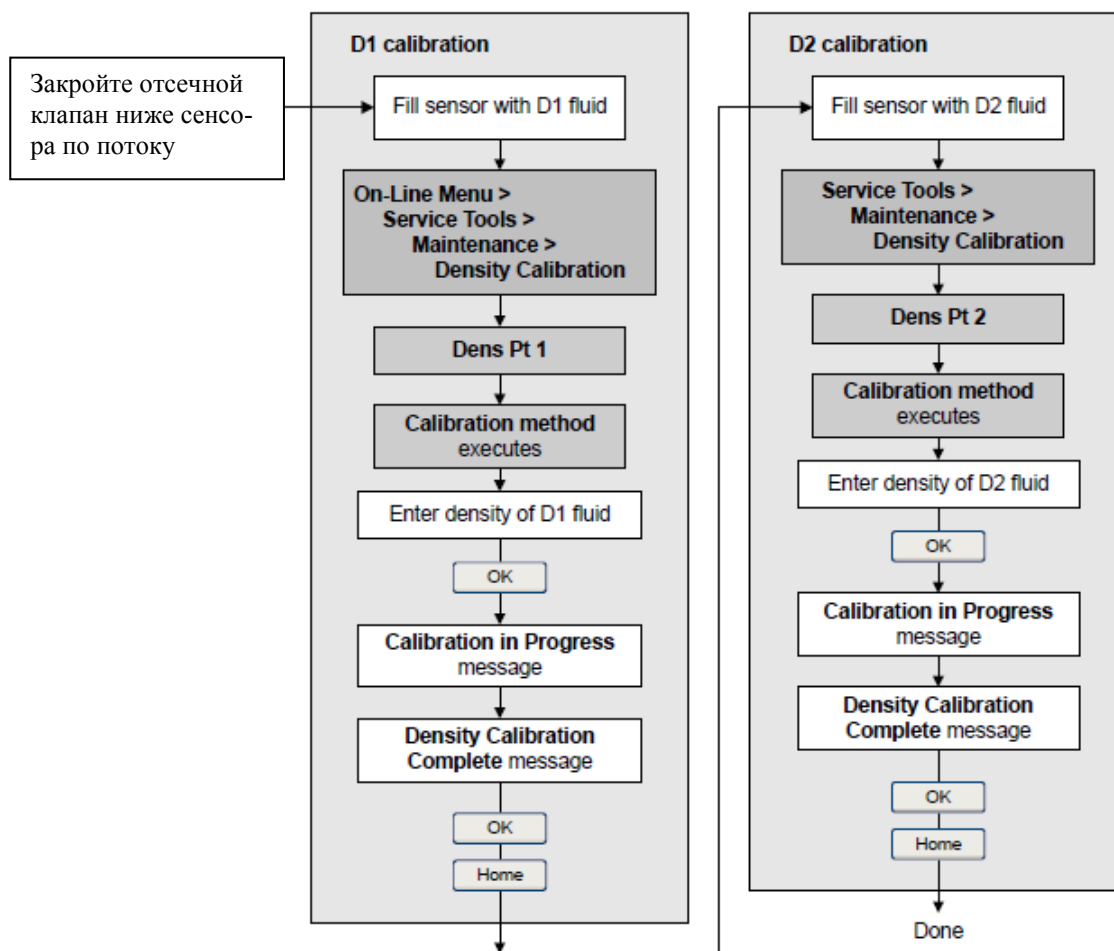 Закройте отсечной
клапан ниже сенсо-
ра по потоку
D1 calibration
Fill sensor with D1 fluid
On-Line Menu >
Service Tools >
Maintenance >
Density Calibration
Dens Pt 1
Calibration method
executes
Enter density of D1 fluid
OK
Calibration in Progress
message
Density Calibration
Complete message
OK
Home
D2 calibration
Fill sensor with D2 fluid
Service Tools >
Maintenance >
Density Calibration
Dens Pt 2
Calibration method
executes
Enter density of D2 fluid
OK
Calibration in Progress
message
Density Calibration
Complete message
OK
Home
Done